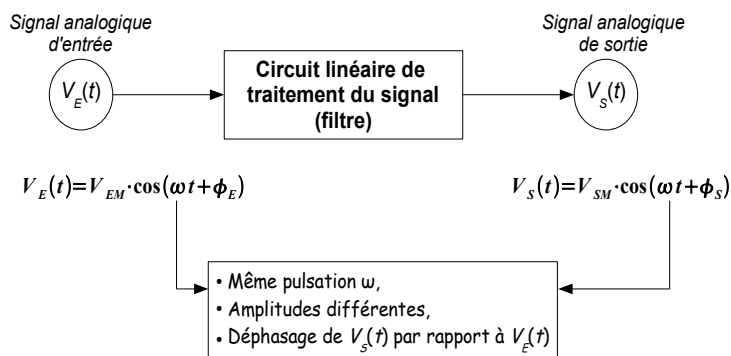 Signal analogique
d'entrée
Signal analogique
de sortie
V_E(t)
Circuit linéaire de
traitement du signal
(filtre)
V_S(t)
V_E(t)=V_EM·cos(ωt+ϕ_E)
V_S(t)=V_SM·cos(ωt+ϕ_S)
• Même pulsation ω,
• Amplitudes différentes,
• Déphasage de V_S(t) par rapport à V_E(t)